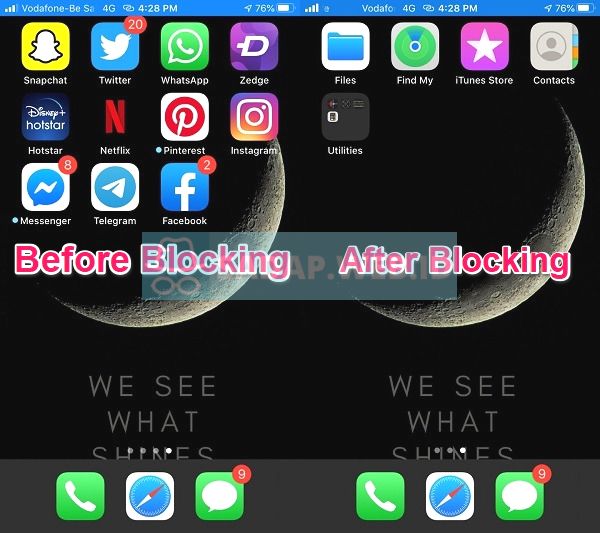 Vodafone-Be Sa 4G 4:28 PM 76%
Vodafo 4G 4:28 PM 76%
20
Snapchat Twitter WhatsApp Zedge
Files Find My iTunes Store Contacts
Disney+
hotstar
N
Hotstar Netflix Pinterest Instagram
Utilities
8 2
Messenger Telegram Facebook
Before Blocking
After Blocking
WE SEE
WHAT
SHINES
WE SEE
WHAT
SHINES
9
9